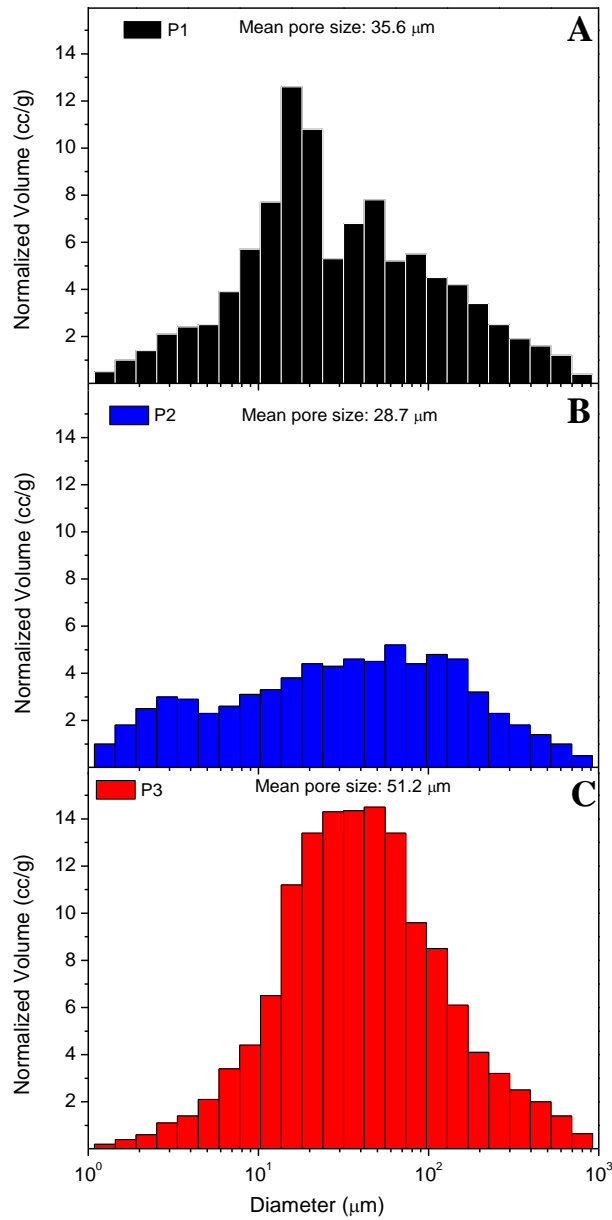 P1 Mean pore size: 35.6 μm A
14
12
10
8
6
4
2
Normalized Volume (cc/g)
P2 Mean pore size: 28.7 μm B
14
12
10
8
6
4
2
Normalized Volume (cc/g)
P3 Mean pore size: 51.2 μm C
14
12
10
8
6
4
2
Normalized Volume (cc/g)
10⁰ 10¹ 10² 10³
Diameter (μm)